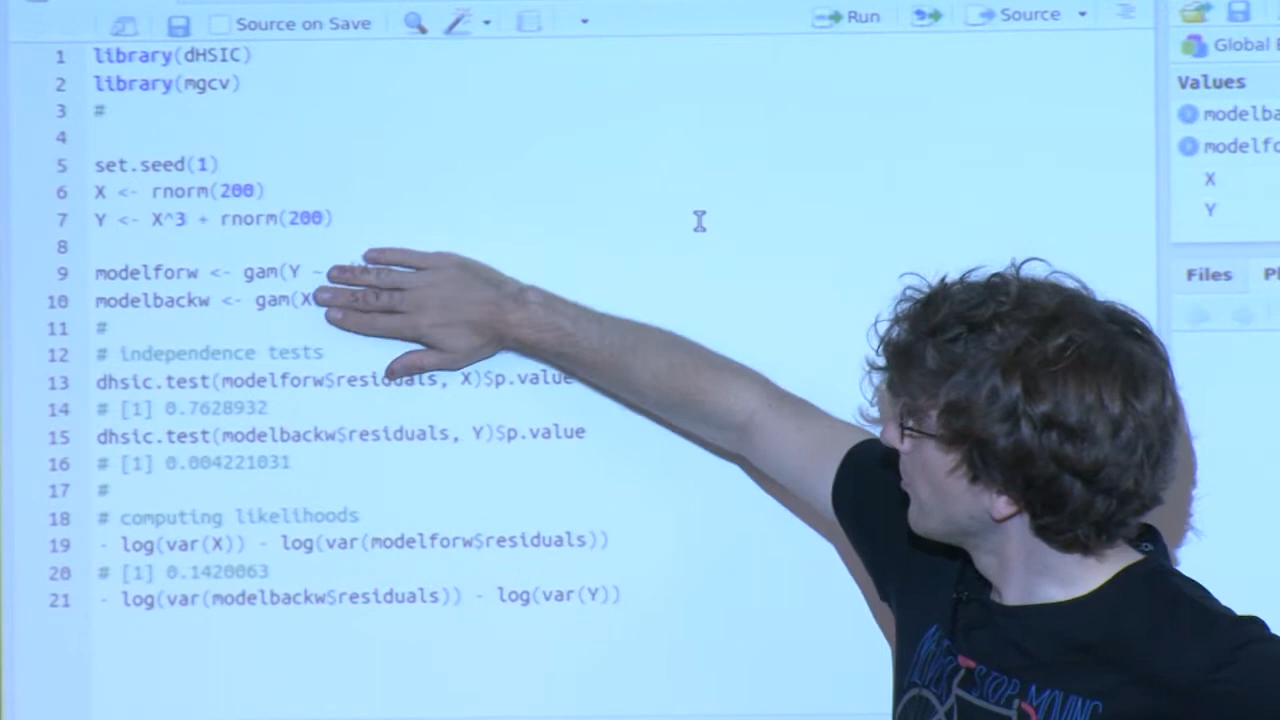 Source on Save
Run
Source
1 library(dHSIC)
2 library(mgcv)
3 #
4
5 set.seed(1)
6 X <- rnorm(200)
7 Y <- X^3 + rnorm(200)
8
9 modelforw <- gam(Y ~
10 modelbackw <- gam(X
11 #
12 # independence tests
13 dhsic.test(modelforw$residuals, X)$p.value
14 # [1] 0.7628932
15 dhsic.test(modelbackw$residuals, Y)$p.value
16 # [1] 0.004221031
17 #
18 # computing likelihoods
19 - log(var(X)) - log(var(modelforw$residuals))
20 # [1] 0.1420063
21 - log(var(modelbackw$residuals)) - log(var(Y))
Global
Values
modelba
modelfo
X
Y
Files
STOP MOVING